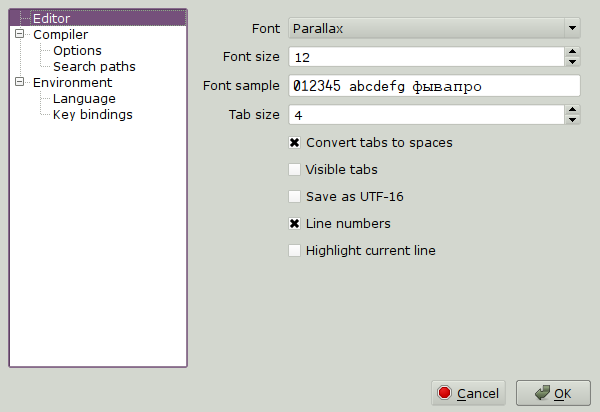 Editor
Compiler
Options
Search paths
Environment
Language
Key bindings
Font Parallax
Font size 12
Font sample 012345 abcdefg фывапро
Tab size 4
Convert tabs to spaces
Visible tabs
Save as UTF-16
Line numbers
Highlight current line
Cancel OK